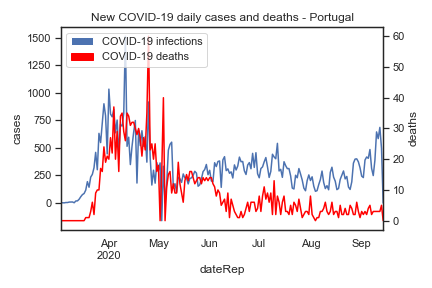 New COVID-19 daily cases and deaths - Portugal
COVID-19 infections
COVID-19 deaths
1500
1250
1000
750
500
250
0
cases
60
50
40
30
20
10
0
deaths
Apr
2020
May
Jun
Jul
Aug
Sep
dateRep